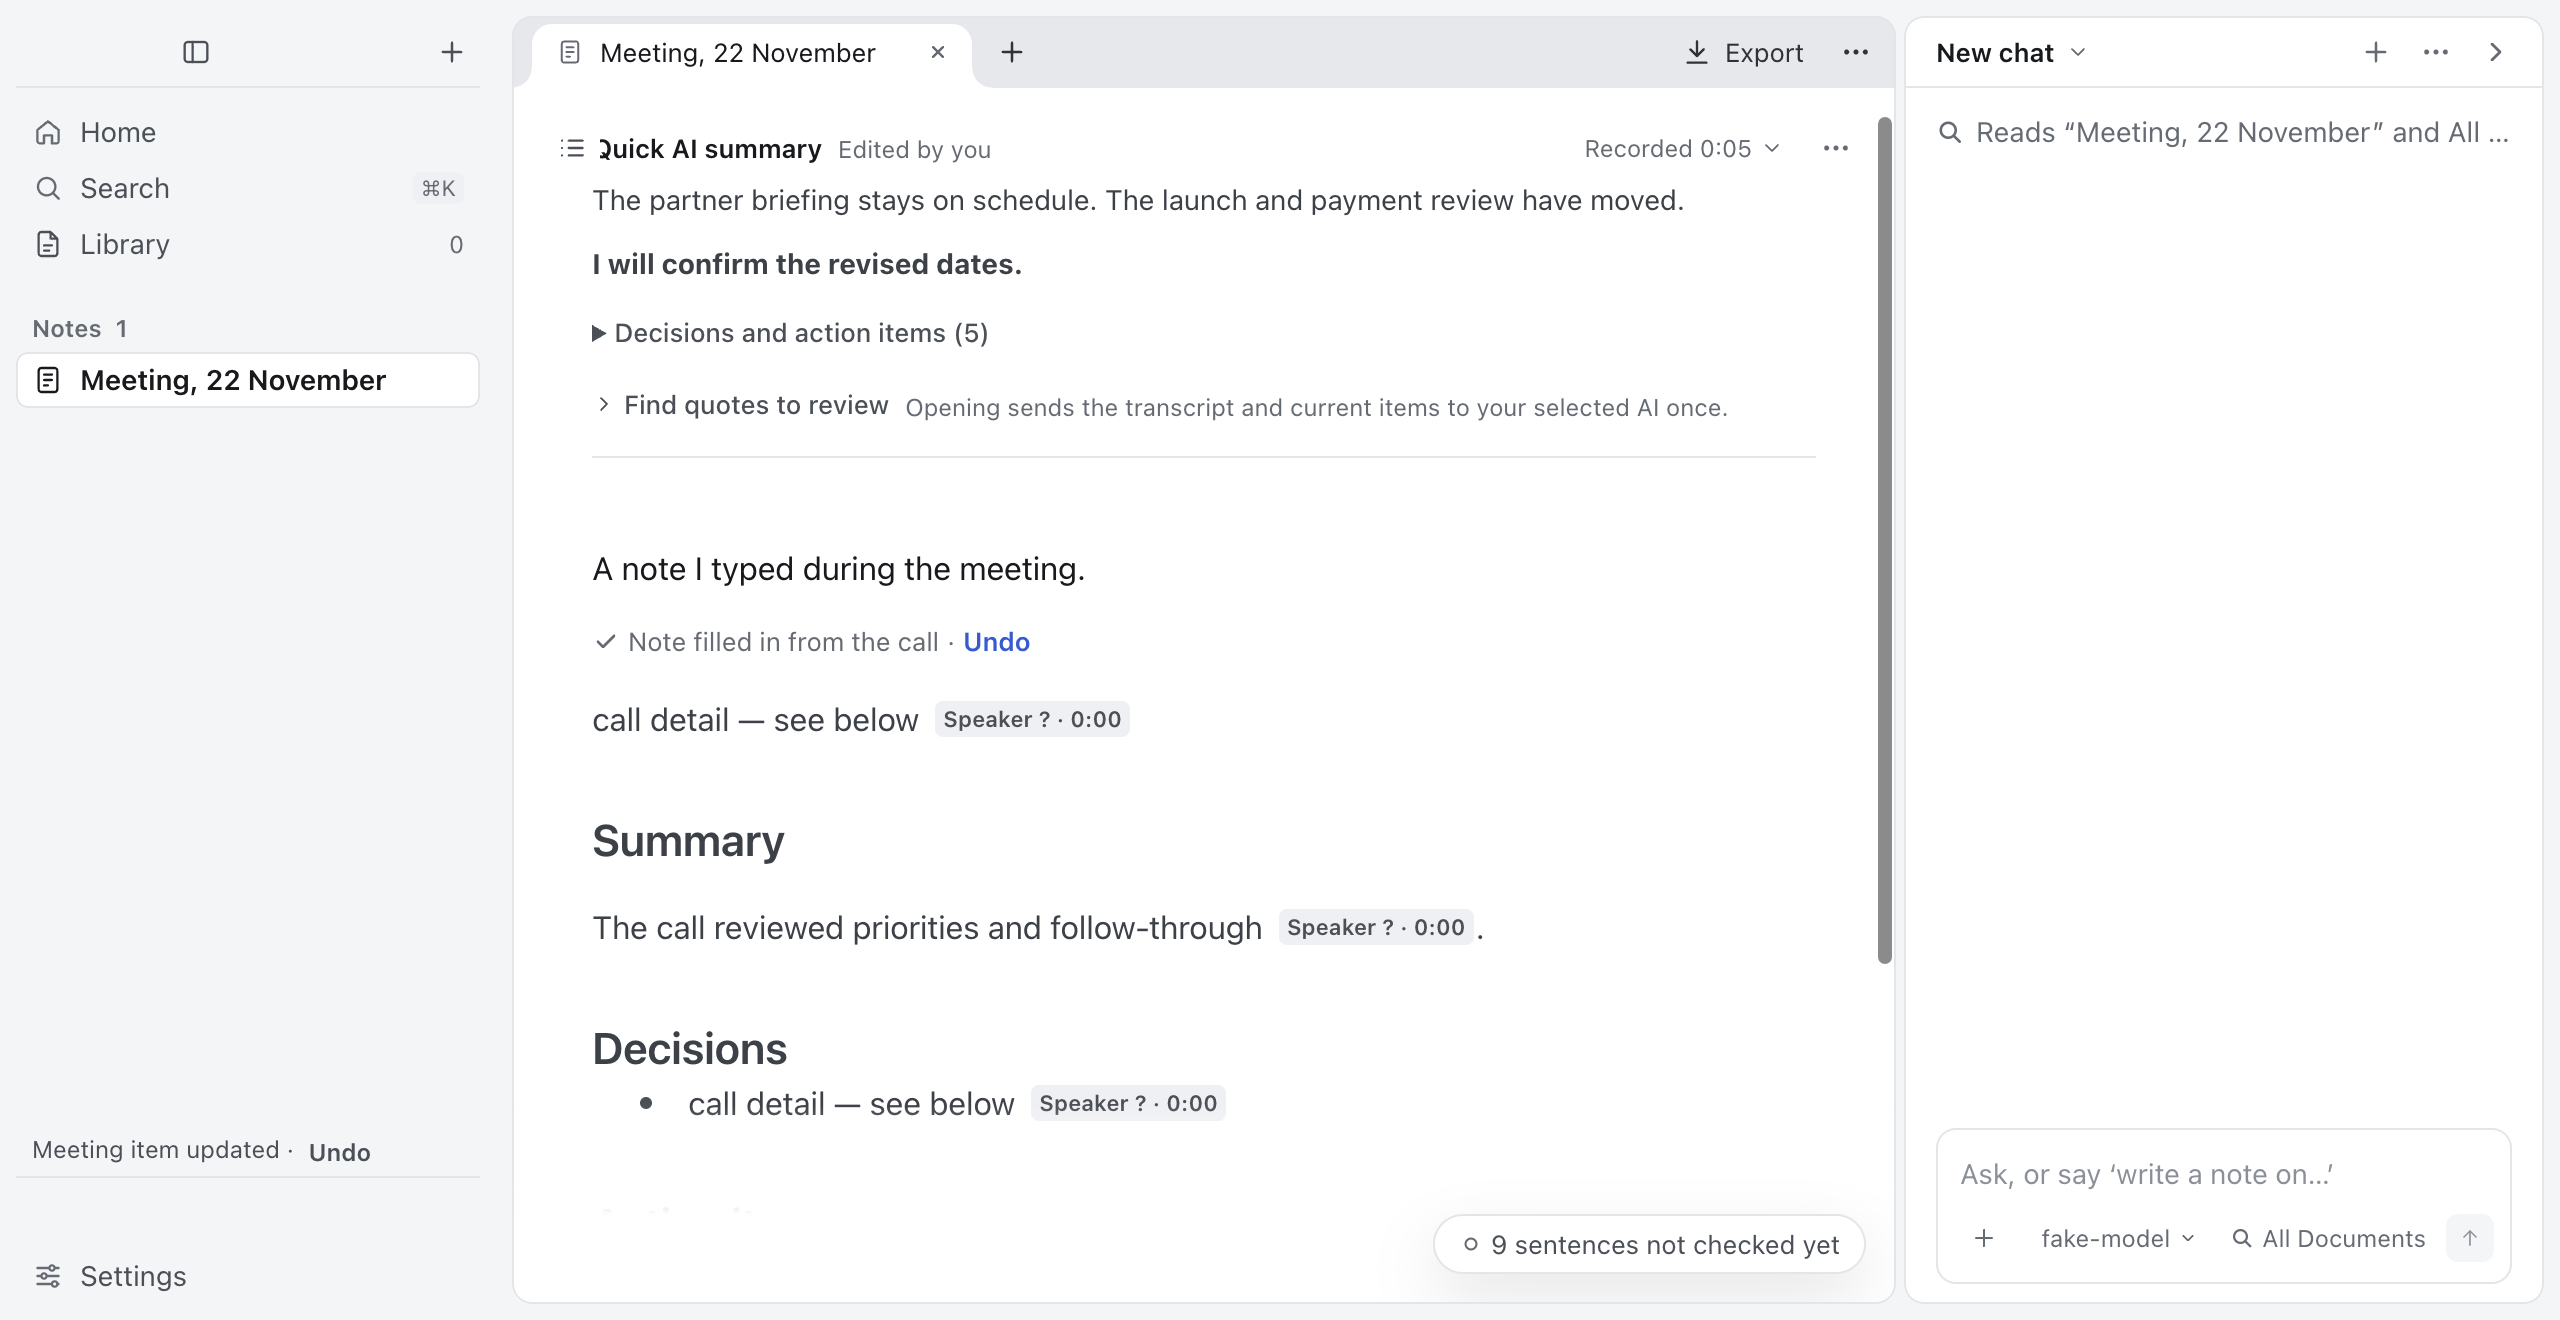 Home
Search ⌘K
Library 0
Notes 1
Meeting, 22 November
Meeting item updated · Undo
Settings
Meeting, 22 November
Export
Quick AI summary Edited by you Recorded 0:05
The partner briefing stays on schedule. The launch and payment review have moved.
I will confirm the revised dates.
Decisions and action items (5)
Find quotes to review Opening sends the transcript and current items to your selected AI once.
A note I typed during the meeting.
Note filled in from the call · Undo
call detail — see below Speaker ? · 0:00
Summary
The call reviewed priorities and follow-through Speaker ? · 0:00 .
Decisions
• call detail — see below Speaker ? · 0:00
9 sentences not checked yet
New chat
Reads “Meeting, 22 November” and All ...
Ask, or say ‘write a note on...’
fake-model All Documents